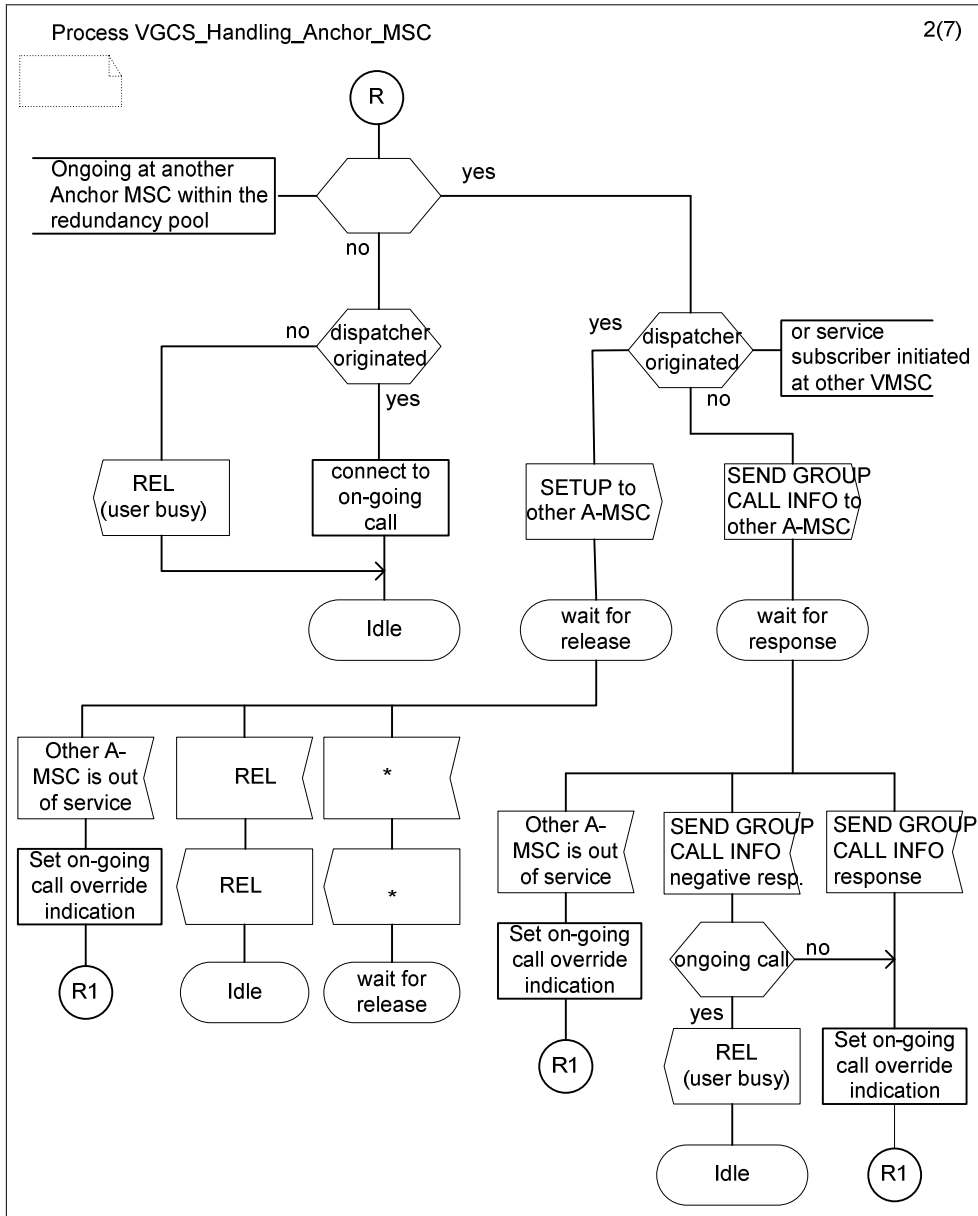 Process VGCS_Handling_Anchor_MSC
2(7)
R
Ongoing at another
Anchor MSC within the
redundancy pool
yes
no
no
dispatcher
originated
yes
yes
dispatcher
originated
no
or service
subscriber initiated
at other VMSC
REL
(user busy)
connect to
on-going
call
SETUP to
other A-MSC
SEND GROUP
CALL INFO to
other A-MSC
Idle
wait for
release
wait for
response
Other A-
MSC is out
of service
REL
*
Set on-going
call override
indication
REL
*
R1
Idle
wait for
release
Other A-
MSC is out
of service
SEND GROUP
CALL INFO
negative resp.
SEND GROUP
CALL INFO
response
Set on-going
call override
indication
ongoing call
no
yes
R1
REL
(user busy)
Set on-going
call override
indication
Idle
R1